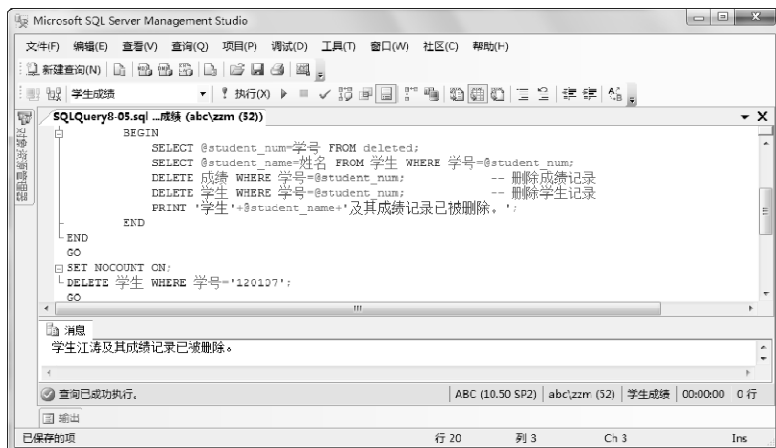 Microsoft SQL Server Management Studio
文件(F) 编辑(E) 查看(V) 查询(Q) 项目(P) 调试(D) 工具(T) 窗口(W) 社区(C) 帮助(H)
新建查询(N)
学生成绩 执行(X)
SQLQuery8-05.sql ...成绩 (abc\zzm (52))
对象资源管理器
BEGIN
SELECT @student_num=学号 FROM deleted;
SELECT @student_name=姓名 FROM 学生 WHERE 学号=@student_num;
DELETE 成绩 WHERE 学号=@student_num; -- 删除成绩记录
DELETE 学生 WHERE 学号=@student_num; -- 删除学生记录
PRINT '学生'+@student_name+'及其成绩记录已被删除。';
END
END
GO
SET NOCOUNT ON;
DELETE 学生 WHERE 学号='120107';
GO
消息
学生江涛及其成绩记录已被删除。
查询已成功执行。 ABC (10.50 SP2) abc\zzm (52) 学生成绩 00:00:00 0 行
输出
已保存的项 行 20 列 3 Ch 3 Ins